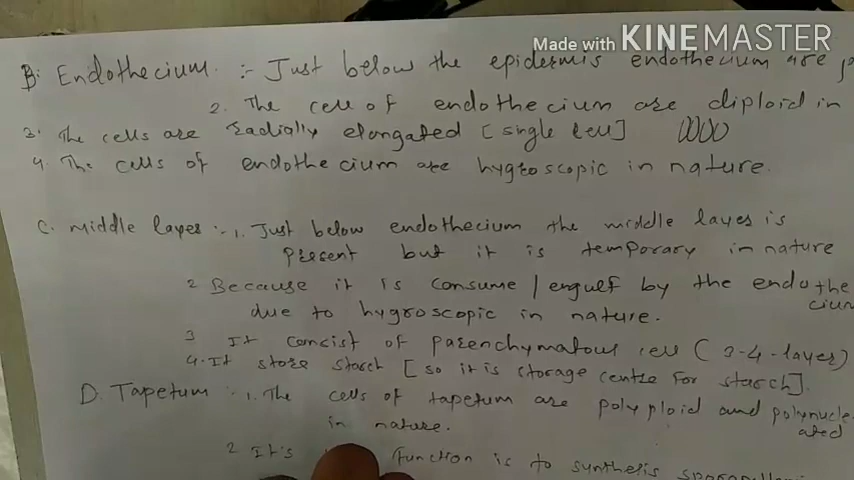 Made with KINEMASTER
B: Endothecium :- Just below the epidermis endothecium are
2. The cell of endothecium are diploid in
3. The cells are radially elongated [single cell]
4. The cells of endothecium are hygroscopic in nature.
C. middle layer :- 1. Just below endothecium the middle layer is
present but it is temporary in nature
2 Because it is consume / engulf by the endothe
cium
due to hygroscopic in nature.
3 It concist of parenchymatous cell (3-4-layer)
4. It store starch [so it is storage centre for starch].
D. Tapetum :- 1. The cells of tapetum are polyploid and polynucle
ated
in nature.
2 It's function is to synthesis